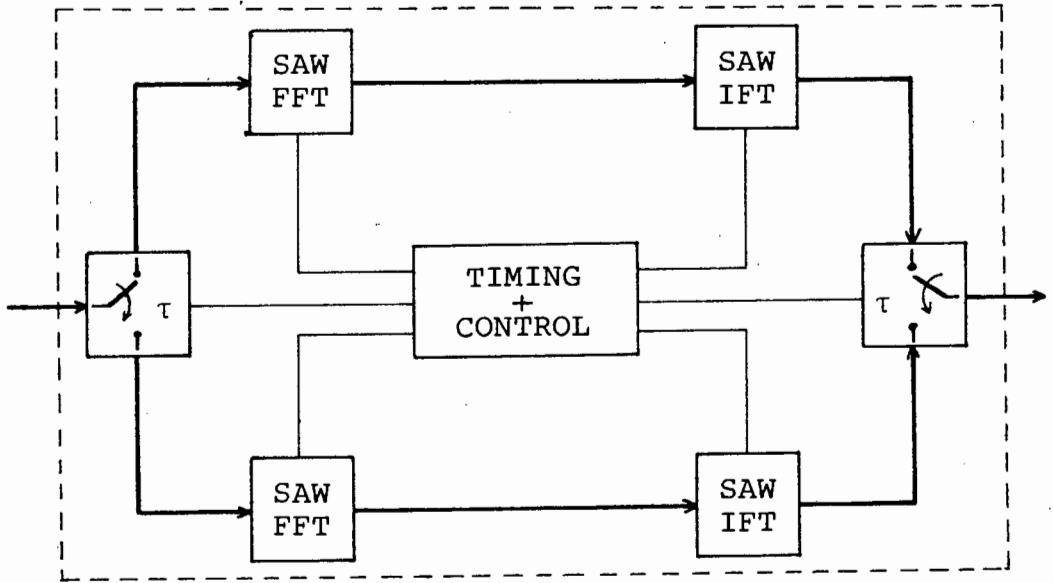 SAW
FFT
SAW
IFT
τ
TIMING
+
CONTROL
τ
SAW
FFT
SAW
IFT